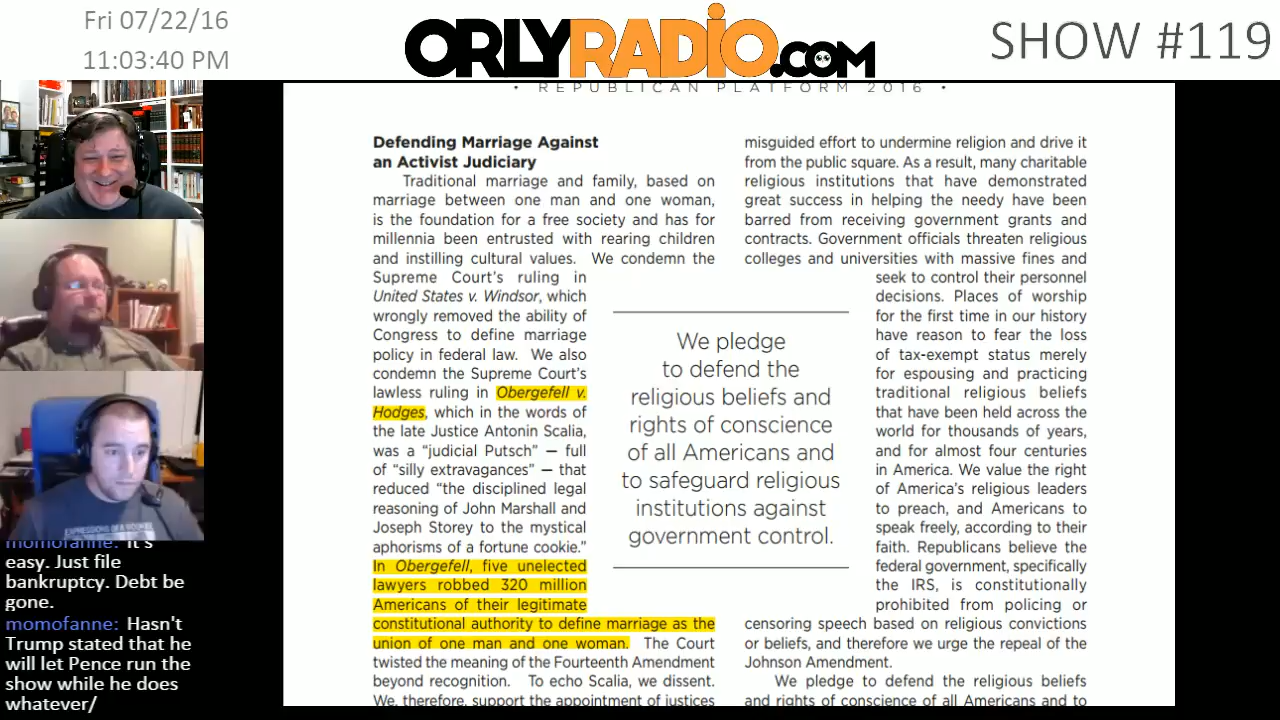 Fri 07/22/16
11:03:40 PM
ORLYRADIO.COM
SHOW #119
• REPUBLICAN PLATFORM 2016 •
Defending Marriage Against
an Activist Judiciary
Traditional marriage and family, based on
marriage between one man and one woman,
is the foundation for a free society and has for
millennia been entrusted with rearing children
and instilling cultural values. We condemn the
Supreme Court's ruling in
United States v. Windsor, which
wrongly removed the ability of
Congress to define marriage
policy in federal law. We also
condemn the Supreme Court's
lawless ruling in Obergefell v.
Hodges, which in the words of
the late Justice Antonin Scalia,
was a “judicial Putsch” — full
of “silly extravagances” — that
reduced “the disciplined legal
reasoning of John Marshall and
Joseph Storey to the mystical
aphorisms of a fortune cookie.”
In Obergefell, five unelected
lawyers robbed 320 million
Americans of their legitimate
constitutional authority to define marriage as the
union of one man and one woman. The Court
twisted the meaning of the Fourteenth Amendment
beyond recognition. To echo Scalia, we dissent.
We, therefore, support the appointment of justices
We pledge
to defend the
religious beliefs and
rights of conscience
of all Americans and
to safeguard religious
institutions against
government control.
misguided effort to undermine religion and drive it
from the public square. As a result, many charitable
religious institutions that have demonstrated
great success in helping the needy have been
barred from receiving government grants and
contracts. Government officials threaten religious
colleges and universities with massive fines and
seek to control their personnel
decisions. Places of worship
for the first time in our history
have reason to fear the loss
of tax-exempt status merely
for espousing and practicing
traditional religious beliefs
that have been held across the
world for thousands of years,
and for almost four centuries
in America. We value the right
of America's religious leaders
to preach, and Americans to
speak freely, according to their
faith. Republicans believe the
federal government, specifically
the IRS, is constitutionally
prohibited from policing or
censoring speech based on religious convictions
or beliefs, and therefore we urge the repeal of the
Johnson Amendment.
We pledge to defend the religious beliefs
and rights of conscience of all Americans and to
momofanne: It's
easy. Just file
bankruptcy. Debt be
gone.
momofanne: Hasn't
Trump stated that he
will let Pence run the
show while he does
whatever/